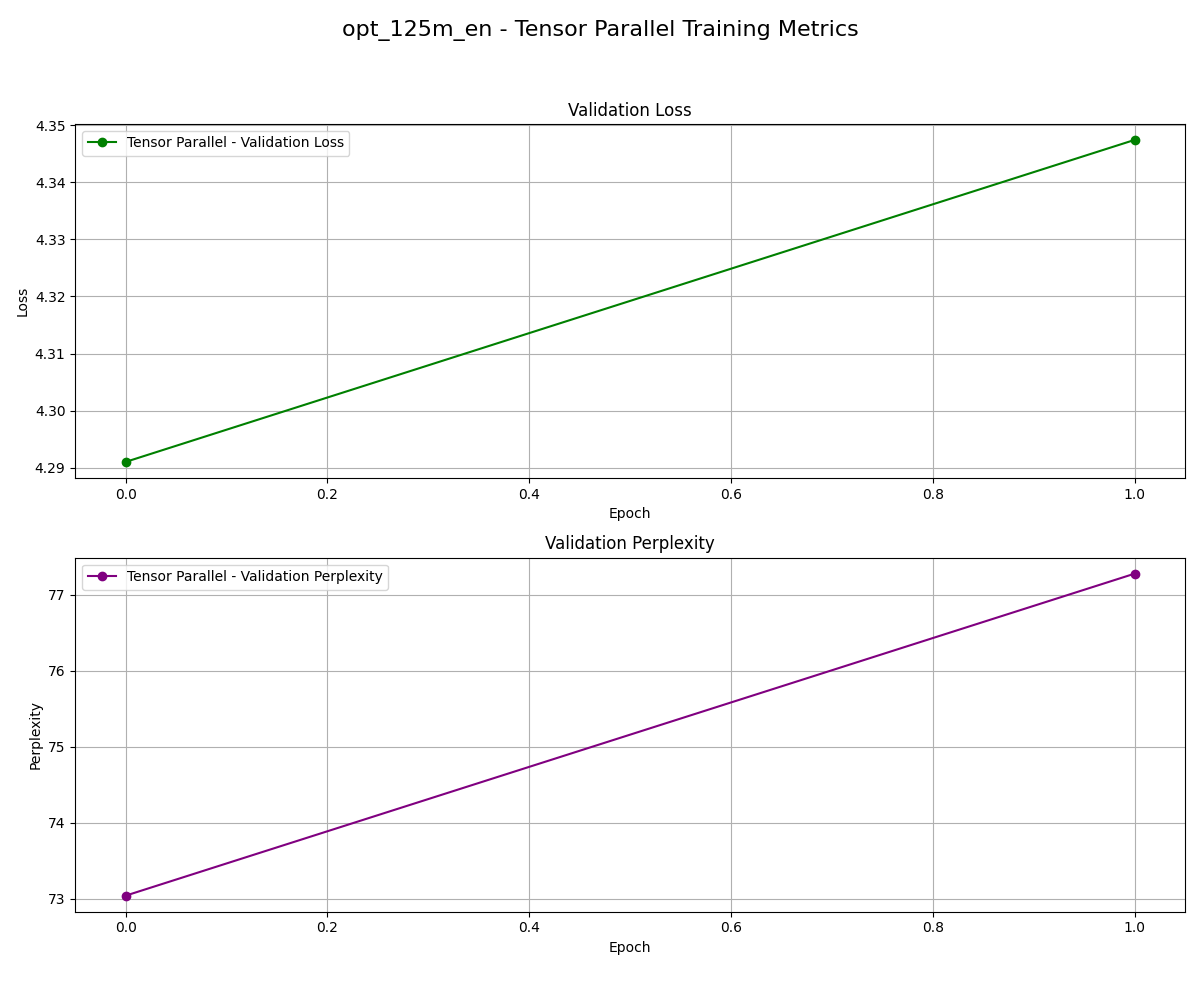 opt_125m_en - Tensor Parallel Training Metrics
Validation Loss
Tensor Parallel - Validation Loss
4.35
4.34
4.33
4.32
4.31
4.30
4.29
Loss
0.0 0.2 0.4 0.6 0.8 1.0
Epoch
Validation Perplexity
Tensor Parallel - Validation Perplexity
77
76
75
74
73
Perplexity
0.0 0.2 0.4 0.6 0.8 1.0
Epoch